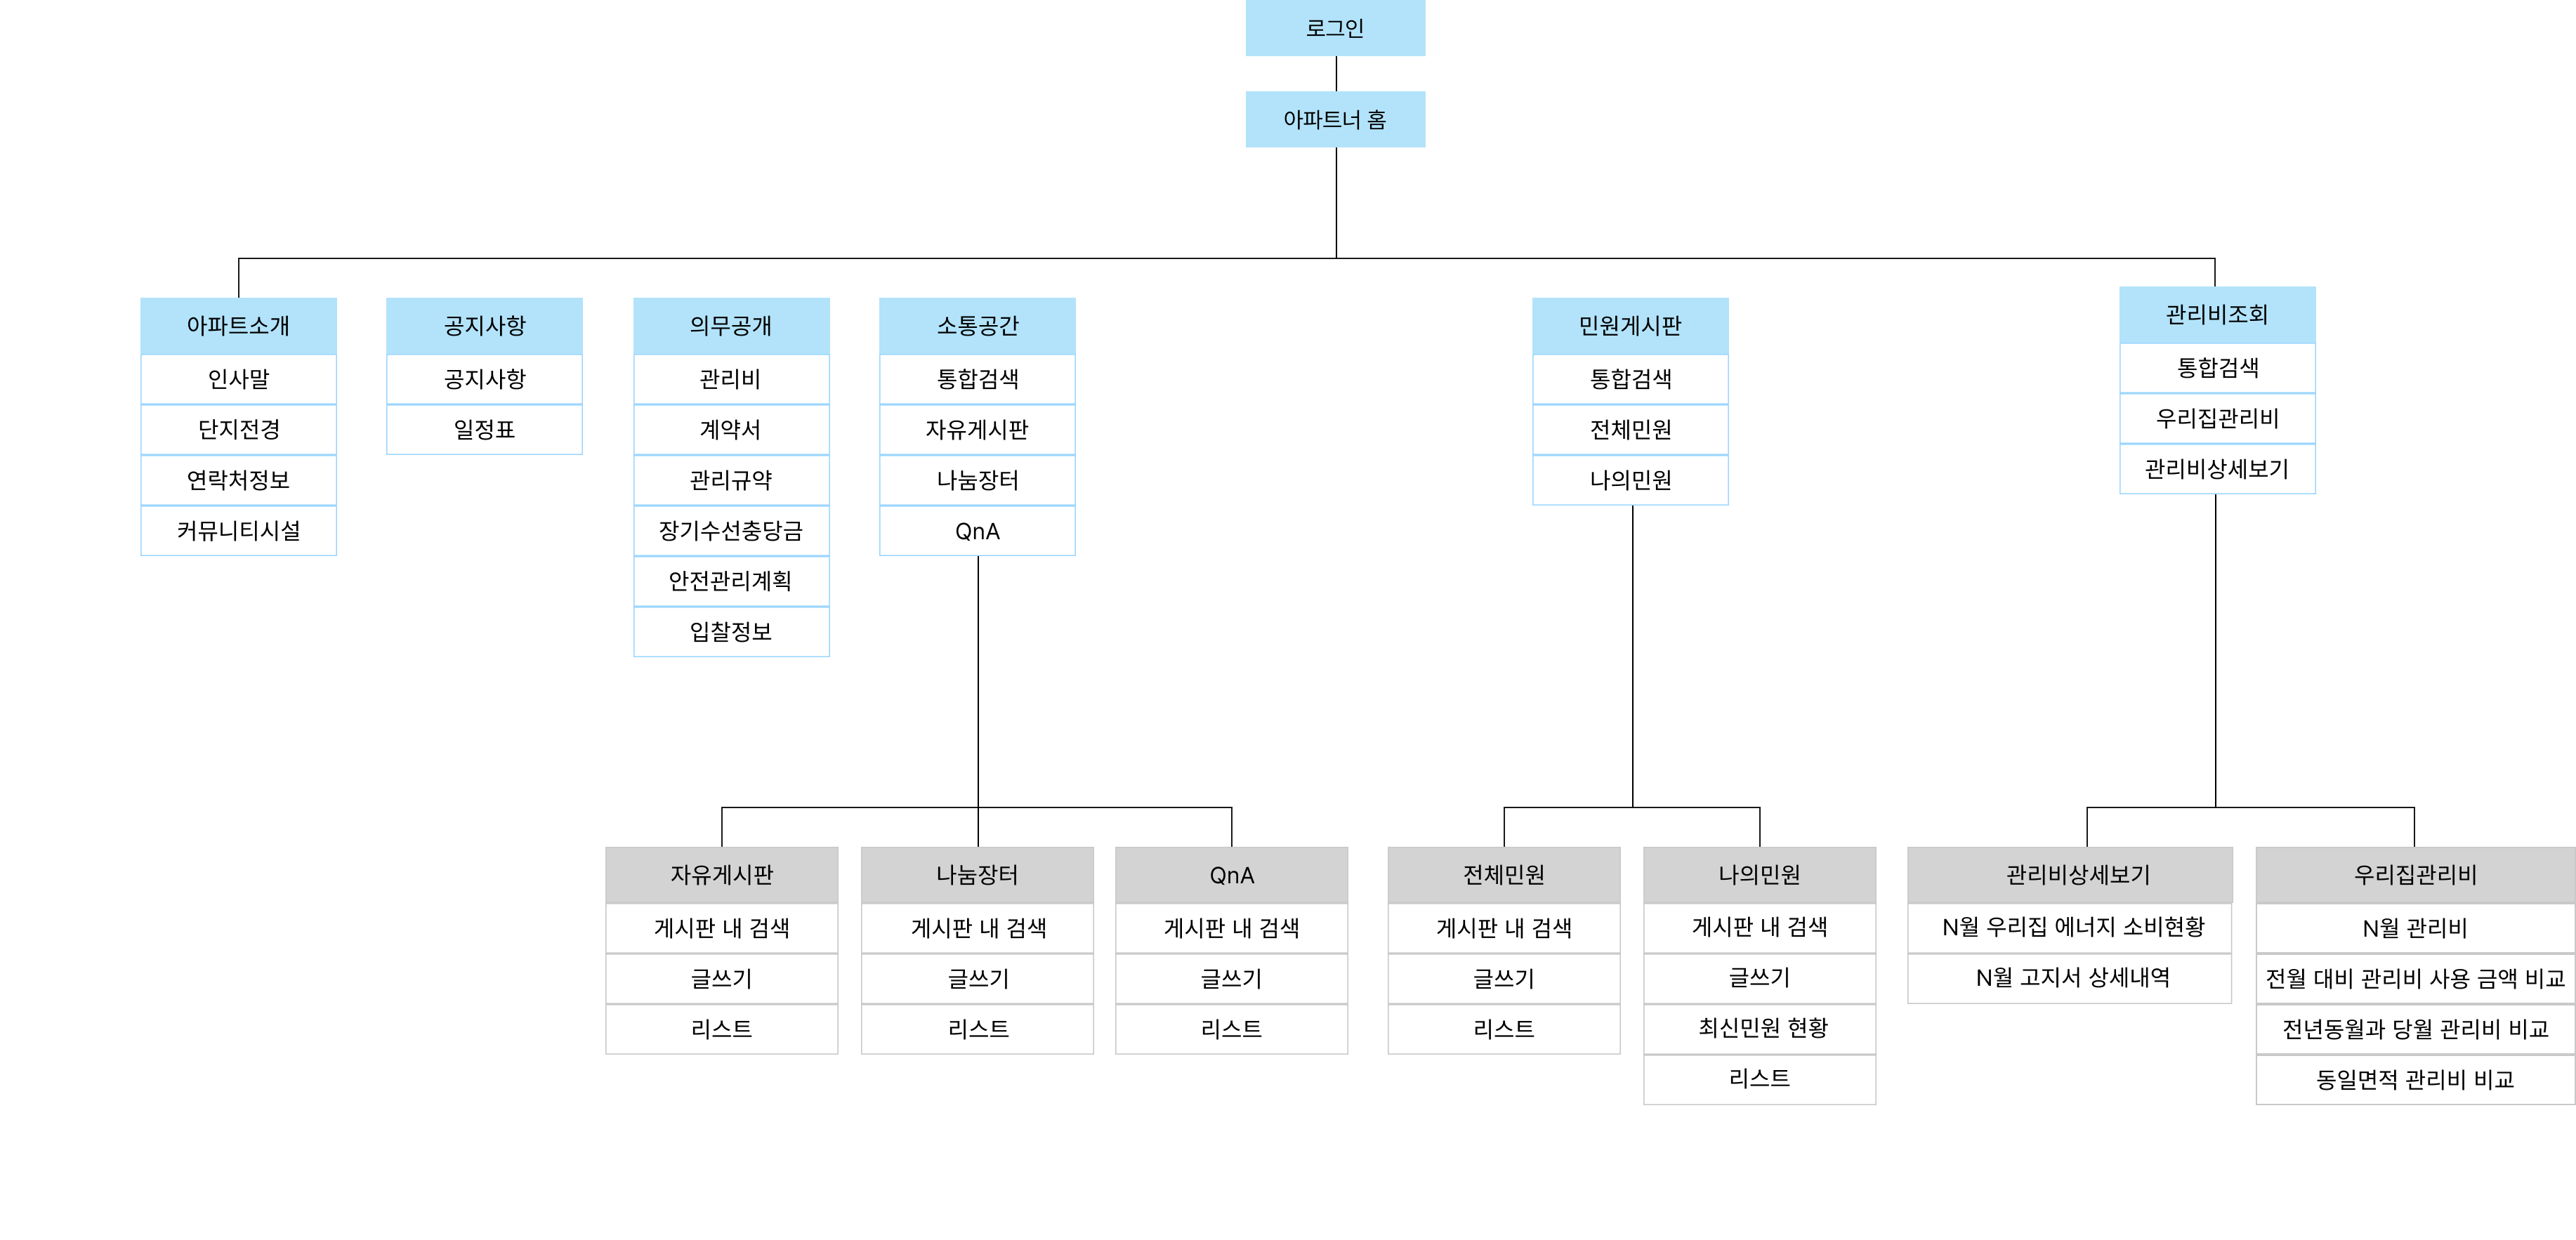 로그인
아파트너 홈
아파트소개
인사말
단지전경
연락처정보
커뮤니티시설
공지사항
공지사항
일정표
의무공개
관리비
계약서
관리규약
장기수선충당금
안전관리계획
입찰정보
소통공간
통합검색
자유게시판
나눔장터
QnA
민원게시판
통합검색
전체민원
나의민원
관리비조회
통합검색
우리집관리비
관리비상세보기
자유게시판
게시판 내 검색
글쓰기
리스트
나눔장터
게시판 내 검색
글쓰기
리스트
QnA
게시판 내 검색
글쓰기
리스트
전체민원
게시판 내 검색
글쓰기
리스트
나의민원
게시판 내 검색
글쓰기
최신민원 현황
리스트
관리비상세보기
N월 우리집 에너지 소비현황
N월 고지서 상세내역
우리집관리비
N월 관리비
전월 대비 관리비 사용 금액 비교
전년동월과 당월 관리비 비교
동일면적 관리비 비교